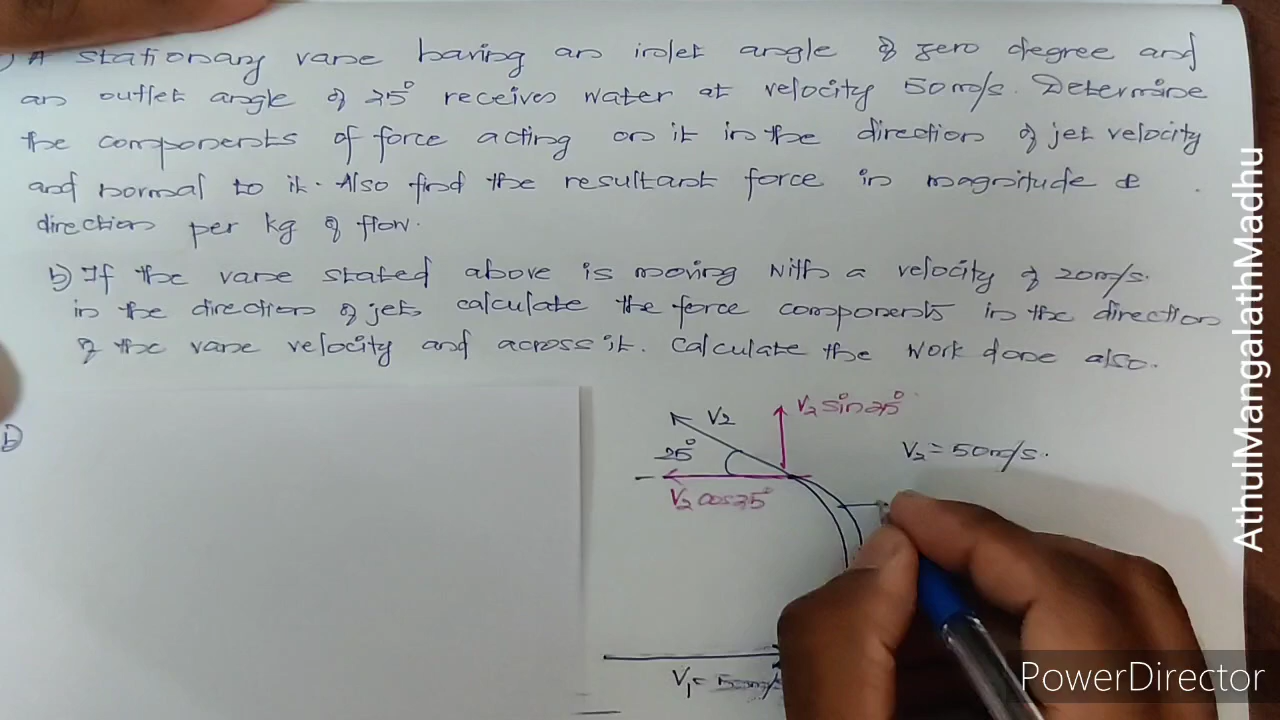 ) A stationary vane having an inlet angle of zero degree and
an outlet angle of 25° receives water at velocity 50m/s. Determine
the components of force acting on it in the direction of jet velocity
and normal to it. Also find the resultant force in magnitude &
direction per kg of flow.
b) If the vane stated above is moving with a velocity of 20m/s.
in the direction of jet, calculate the force components in the direction
of the vane velocity and across it. Calculate the work done also.
b)
V2 V2 sin25°
25° V2 = 50m/s.
V2 cos25°
V1 = 50m/s
AthulMangalathMadhu
PowerDirector